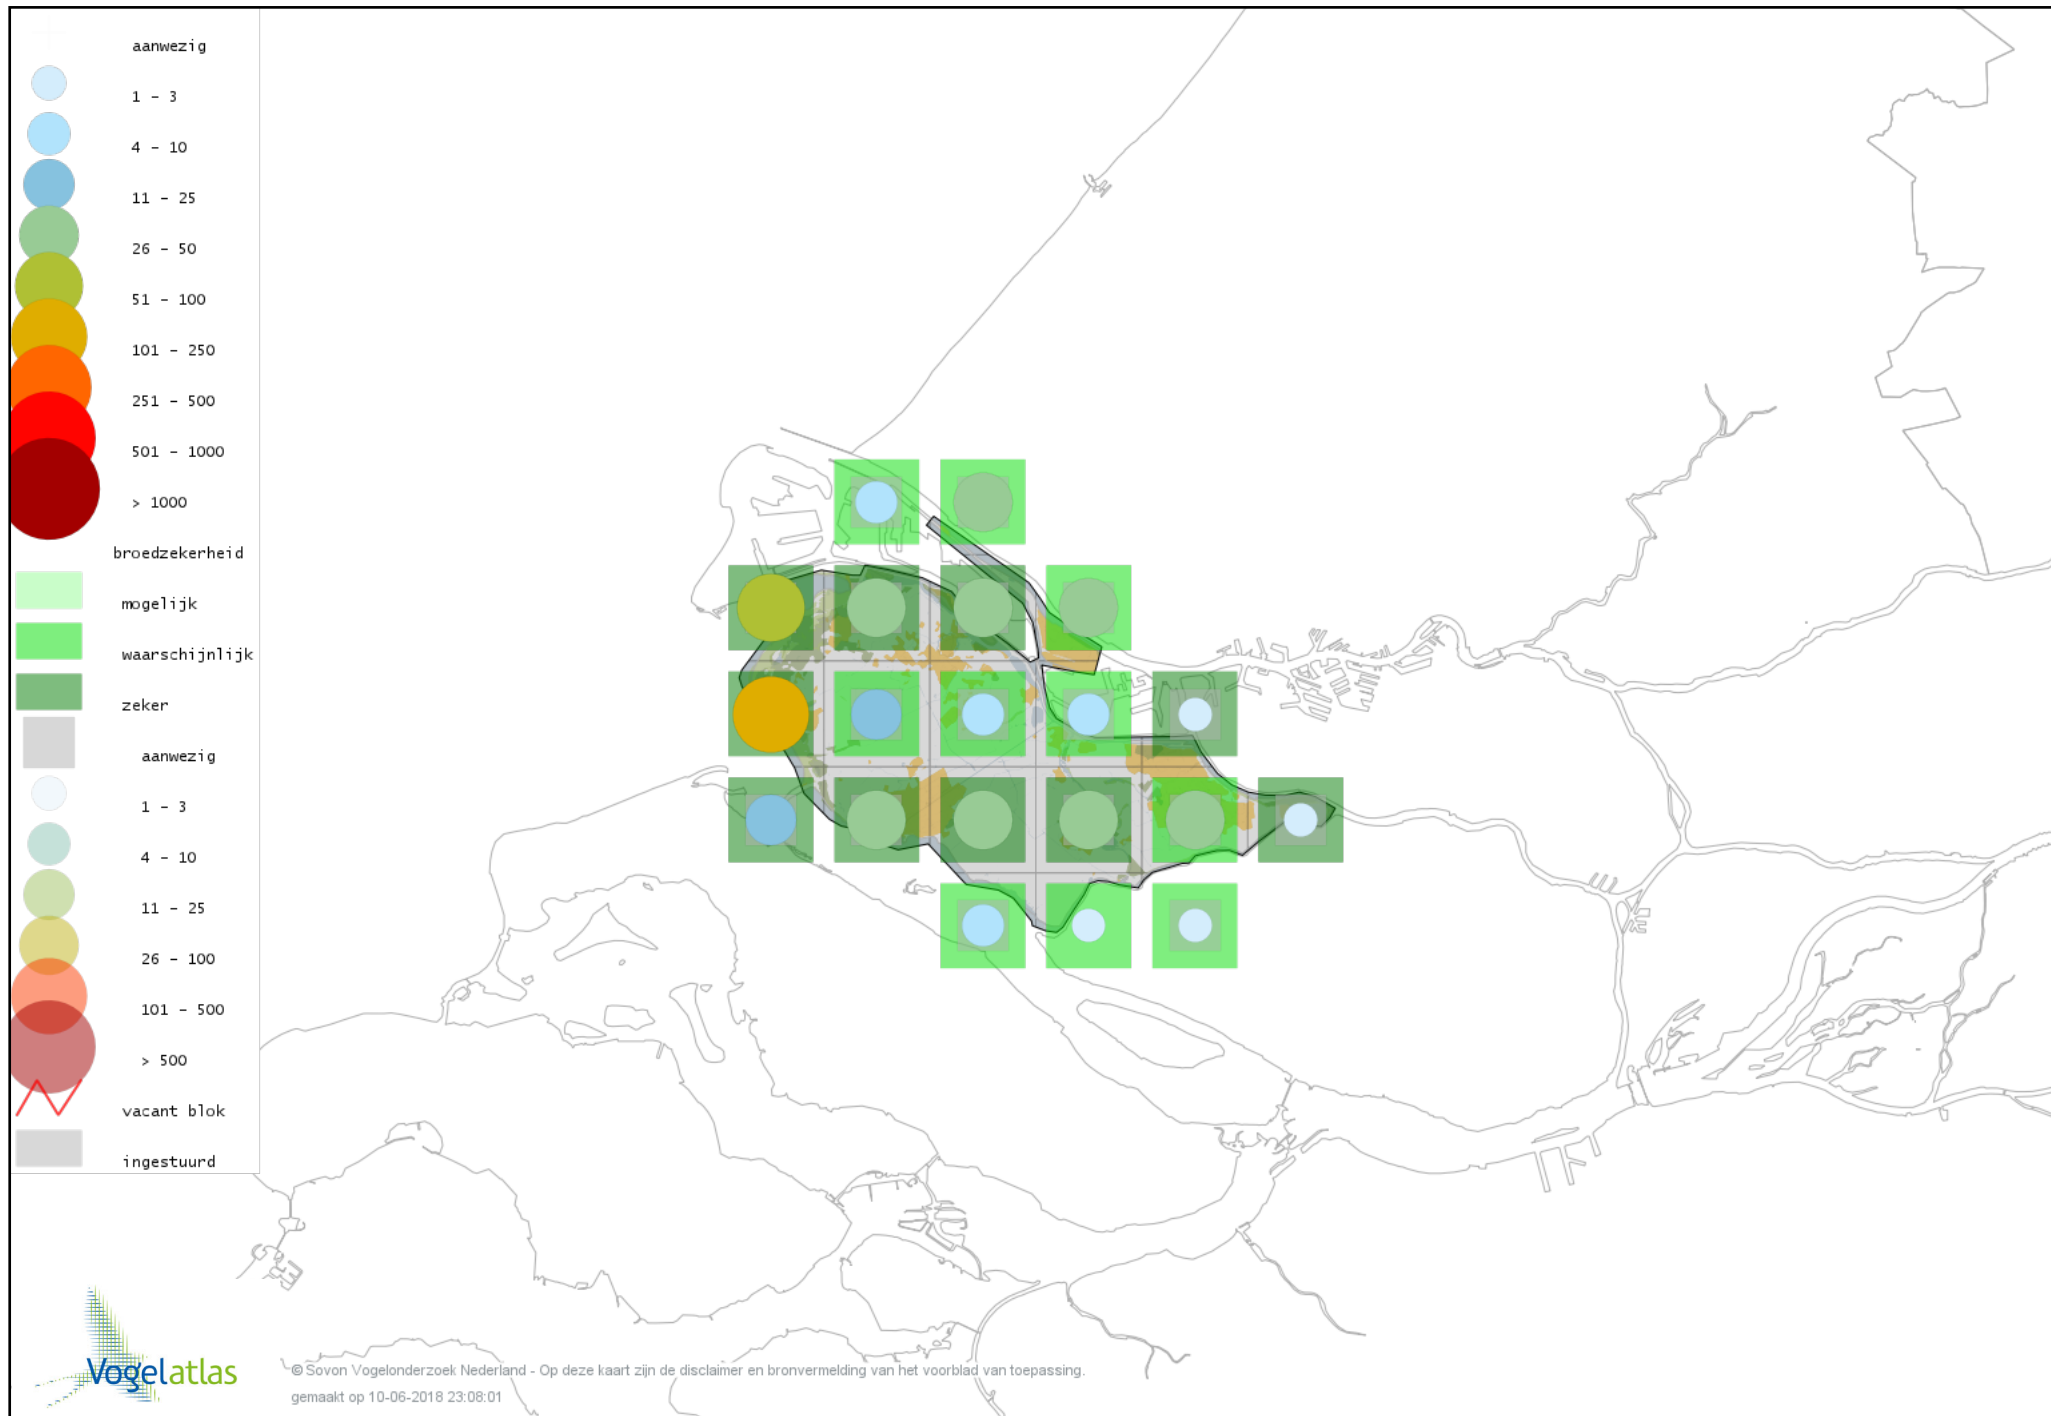 aanwezig
1 - 3
4 - 10
11 - 25
26 - 50
51 - 100
101 - 250
251 - 500
501 - 1000
> 1000
broedzekerheid
mogelijk
waarschijnlijk
zeker
aanwezig
1 - 3
4 - 10
11 - 25
26 - 100
101 - 500
> 500
vacant blok
ingestuurd
Vogelatlas
© Sovon Vogelonderzoek Nederland - Op deze kaart zijn de disclaimer en bronvermelding van het voorblad van toepassing.
gemaakt op 10-06-2018 23:08:01